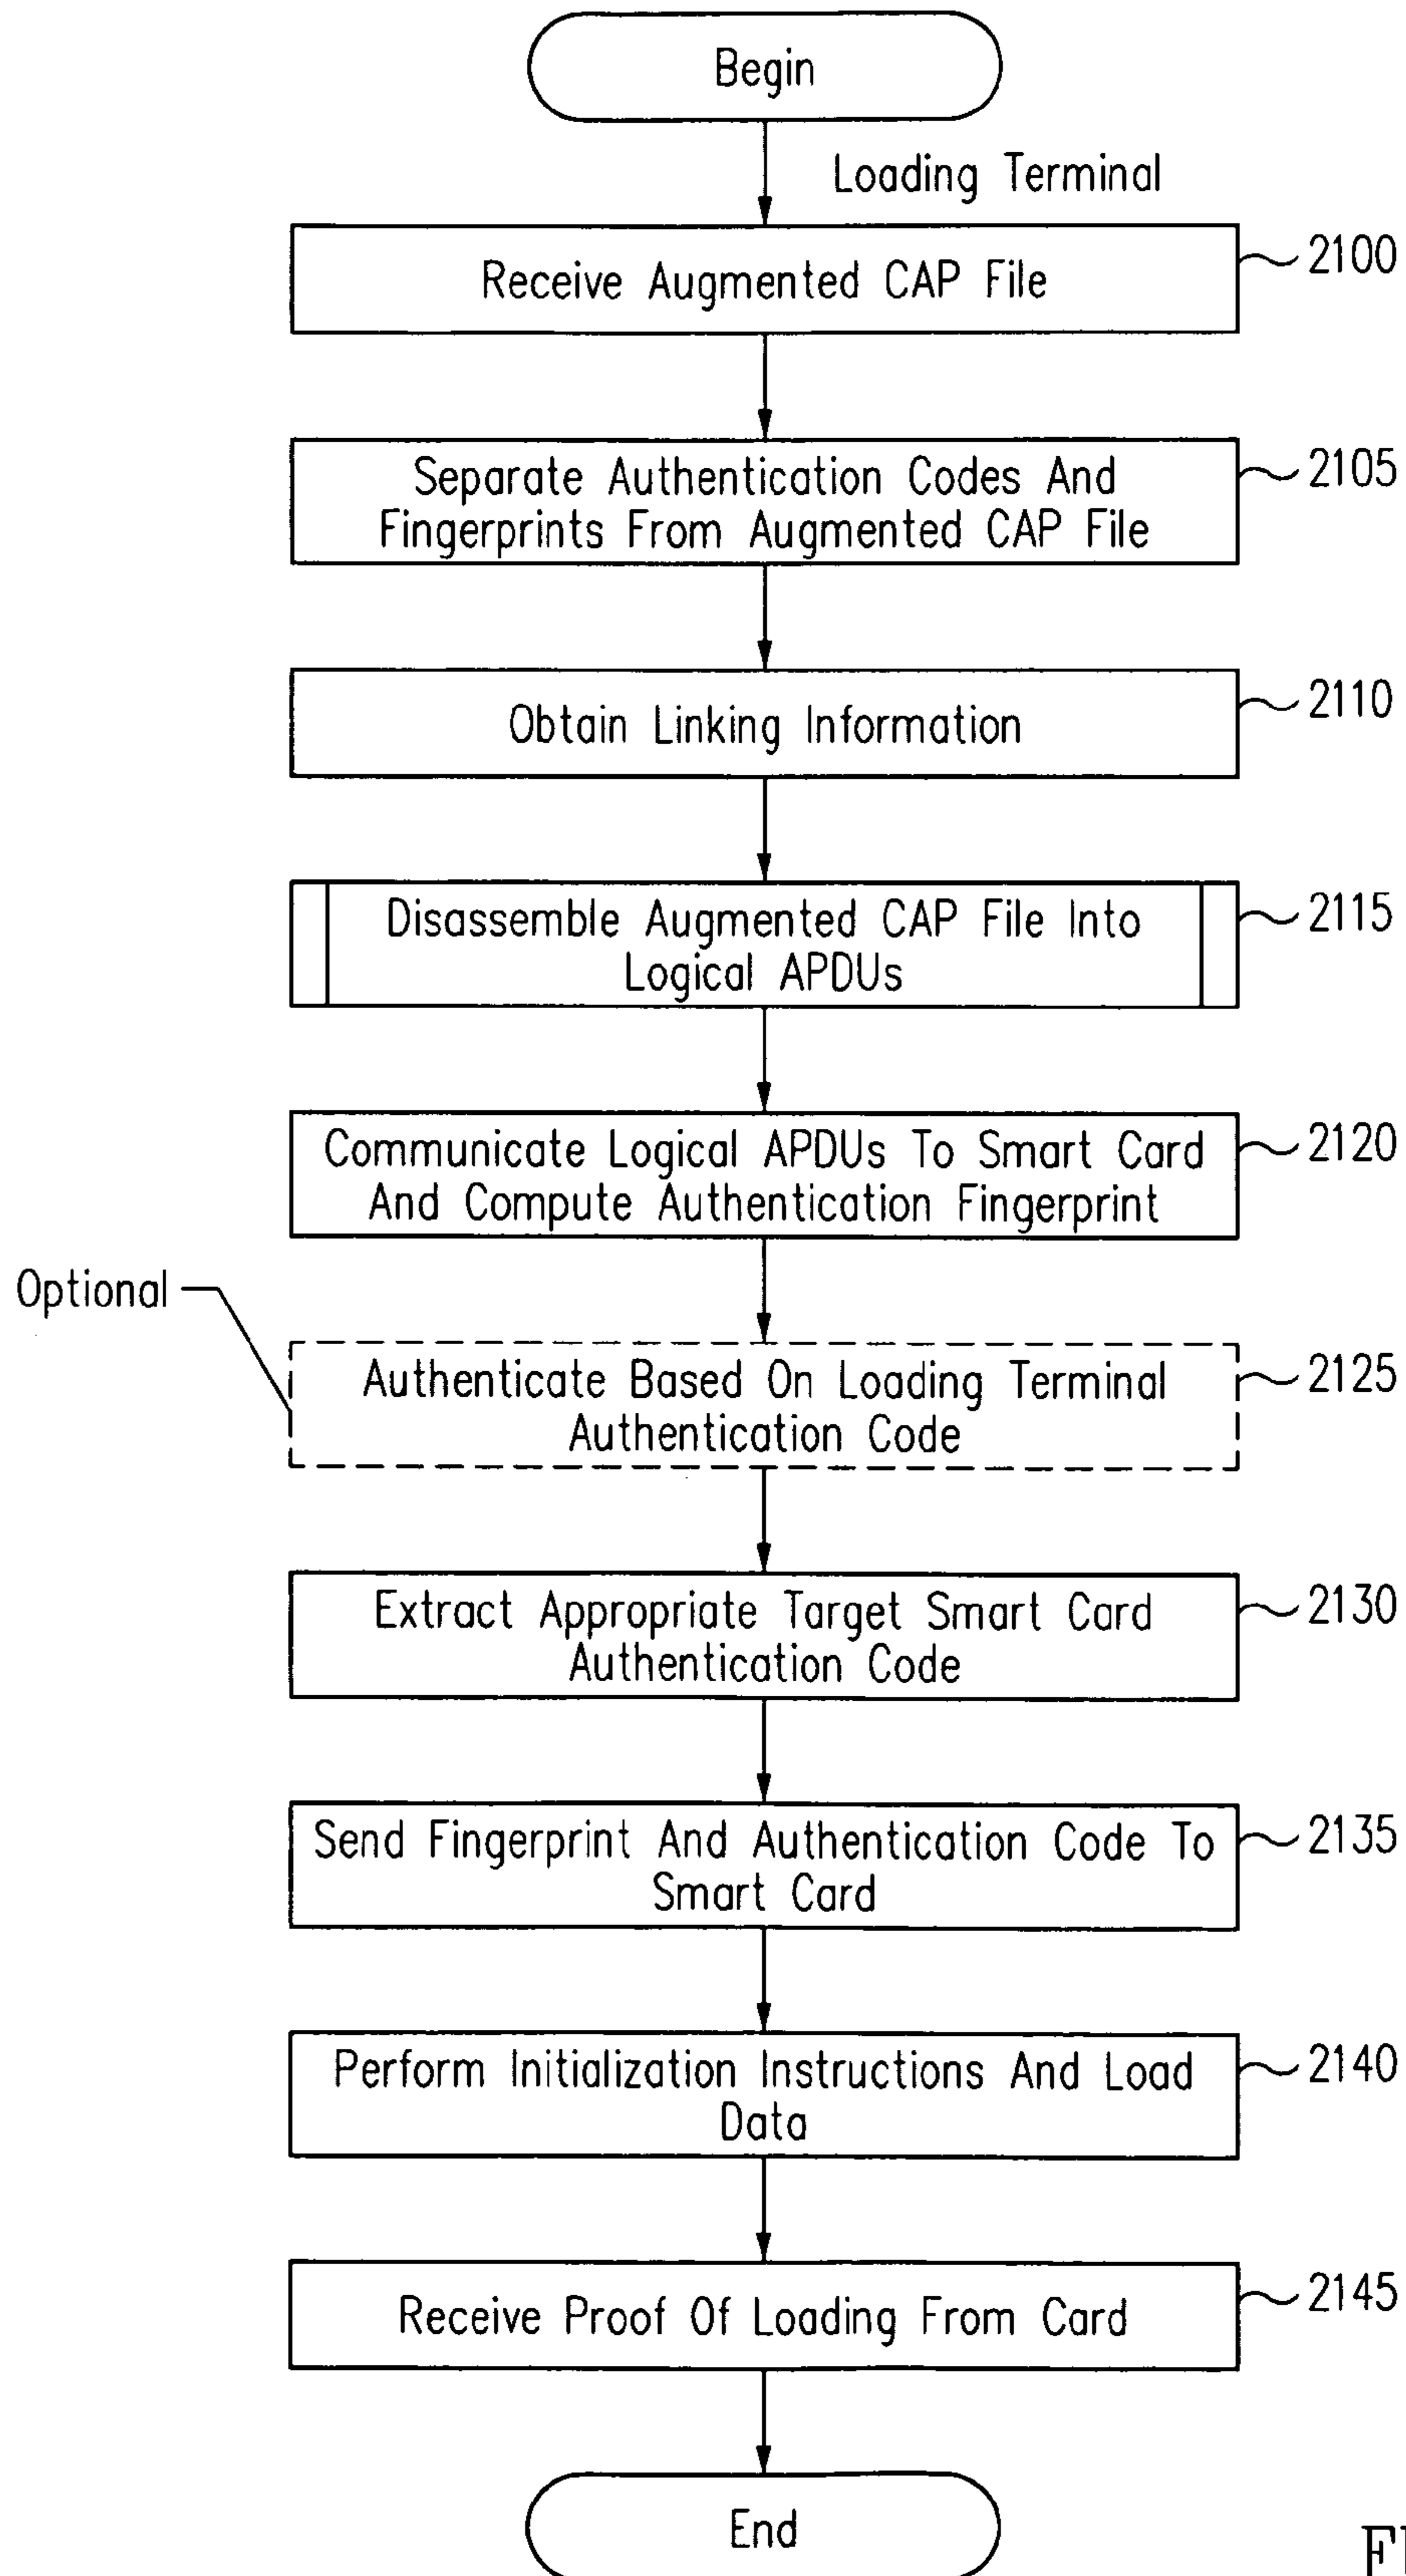 Begin
Loading Terminal
Receive Augmented CAP File
2100
Separate Authentication Codes And
Fingerprints From Augmented CAP File
2105
Obtain Linking Information
2110
Disassemble Augmented CAP File Into
Logical APDUs
2115
Communicate Logical APDUs To Smart Card
And Compute Authentication Fingerprint
2120
Optional
Authenticate Based On Loading Terminal
Authentication Code
2125
Extract Appropriate Target Smart Card
Authentication Code
2130
Send Fingerprint And Authentication Code To
Smart Card
2135
Perform Initialization Instructions And Load
Data
2140
Receive Proof Of Loading From Card
2145
End